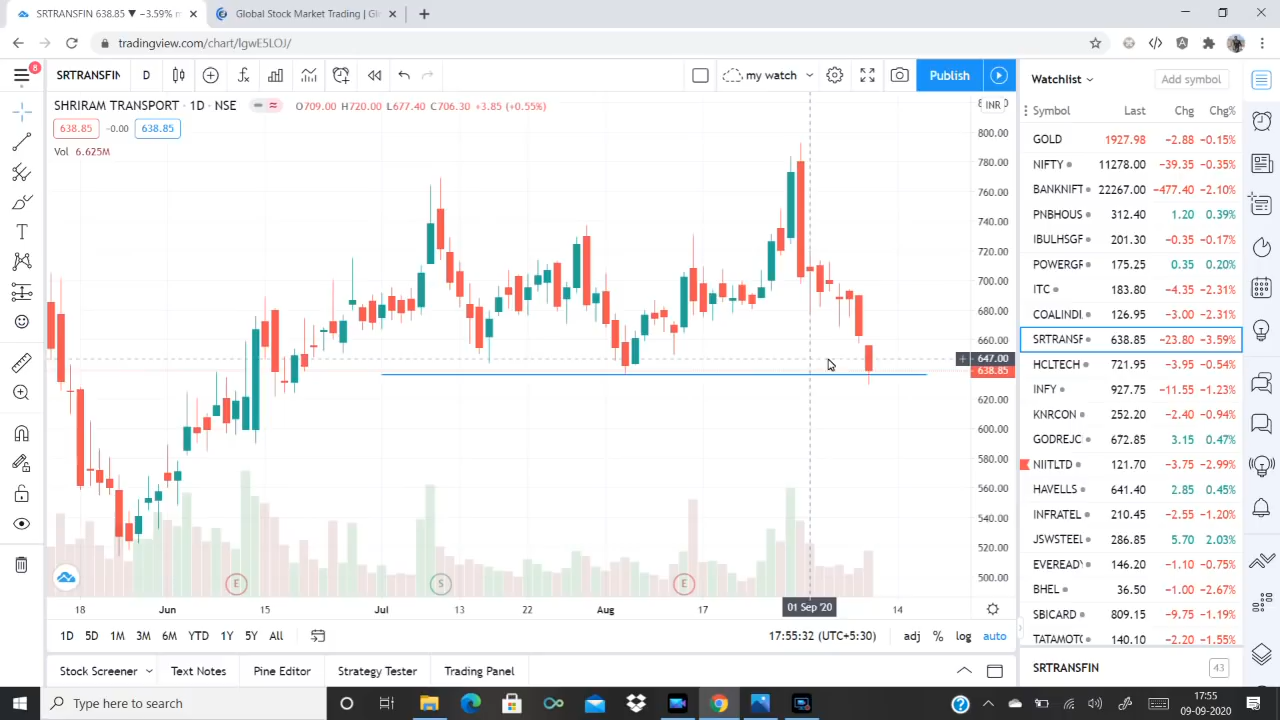 SRTRANSFIN 638.85 ▼ −3.59% m
Global Stock Market Trading | Gl
tradingview.com/chart/lgwE5LOJ/
8
SRTRANSFIN
D
my watch
Publish
SHRIRAM TRANSPORT · 1D · NSE
O709.00 H720.00 L677.40 C706.30 +3.85 (+0.55%)
638.85
-0.00
638.85
Vol 6.625M
INR
800.00
780.00
760.00
740.00
720.00
700.00
680.00
660.00
647.00
638.85
620.00
600.00
580.00
560.00
540.00
520.00
500.00
E
S
E
18
Jun
15
Jul
13
22
Aug
17
01 Sep '20
14
1D 5D 1M 3M 6M YTD 1Y 5Y All
17:55:32 (UTC+5:30)
adj % log auto
Stock Screener
Text Notes
Pine Editor
Strategy Tester
Trading Panel
Watchlist
Add symbol
Symbol Last Chg Chg%
GOLD 1927.98 −2.88 −0.15%
NIFTY 11278.00 −39.35 −0.35%
BANKNIFT 22267.00 −477.40 −2.10%
PNBHOUS 312.40 1.20 0.39%
IBULHSGF 201.30 −0.35 −0.17%
POWERGF 175.25 0.35 0.20%
ITC 183.80 −4.35 −2.31%
COALINDI 126.95 −3.00 −2.31%
SRTRANSF 638.85 −23.80 −3.59%
HCLTECH 721.95 −3.95 −0.54%
INFY 927.75 −11.55 −1.23%
KNRCON 252.20 −2.40 −0.94%
GODREJC 672.85 3.15 0.47%
NIITLTD 121.70 −3.75 −2.99%
HAVELLS 641.40 2.85 0.45%
INFRATEL 210.45 −2.55 −1.20%
JSWSTEEL 286.85 5.70 2.03%
EVEREADY 146.20 −1.10 −0.75%
BHEL 36.50 −1.00 −2.67%
SBICARD 809.15 −9.75 −1.19%
TATAMOTO 140.10 −2.20 −1.55%
SRTRANSFIN
43
Type here to search
17:55
09-09-2020